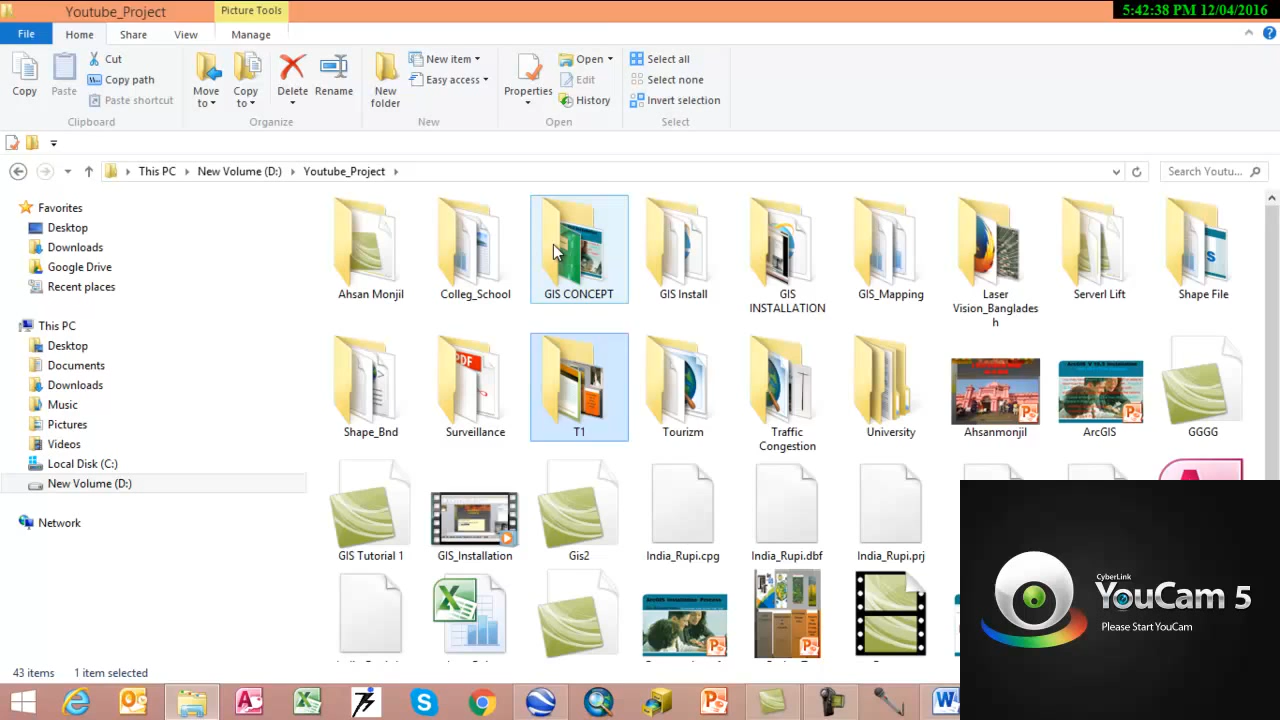 Youtube_Project
Picture Tools
5:42:38 PM 12/04/2016
File
Home
Share
View
Manage
Copy
Paste
Cut
Copy path
Paste shortcut
Clipboard
Move to
Copy to
Delete
Rename
Organize
New folder
New item
Easy access
New
Properties
Open
Edit
History
Open
Select all
Select none
Invert selection
Select
This PC
New Volume (D:)
Youtube_Project
Search Youtu...
Favorites
Desktop
Downloads
Google Drive
Recent places
This PC
Desktop
Documents
Downloads
Music
Pictures
Videos
Local Disk (C:)
New Volume (D:)
Network
Ahsan Monjil
Colleg_School
GIS CONCEPT
GIS Install
GIS
INSTALLATION
GIS_Mapping
Laser
Vision_Banglades
h
Serverl Lift
Shape File
Shape_Bnd
PDF
Surveillance
T1
Tourizm
Traffic
Congestion
University
Ahsanmonjil
ArcGIS
GGGG
GIS Tutorial 1
GIS_Installation
Gis2
India_Rupi.cpg
India_Rupi.dbf
India_Rupi.prj
CyberLink
YouCam 5
Please Start YouCam
43 items
1 item selected